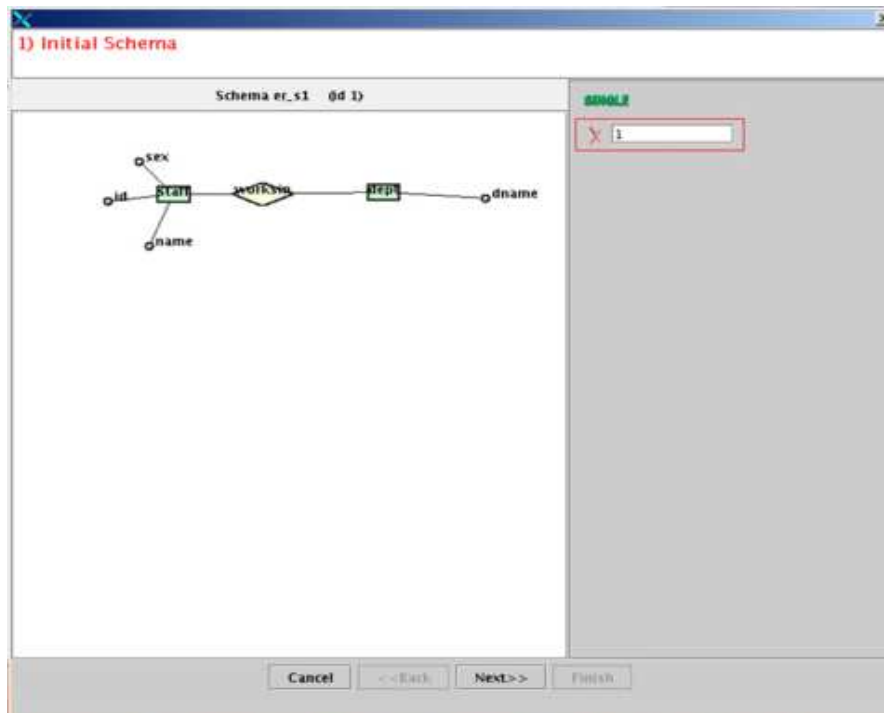 1) Initial Schema
Schema er_s1 (id 1)
SINGLE
1
sex
id
staff
worksin
dept
dname
name
Cancel
<<Back
Next>>
Finish